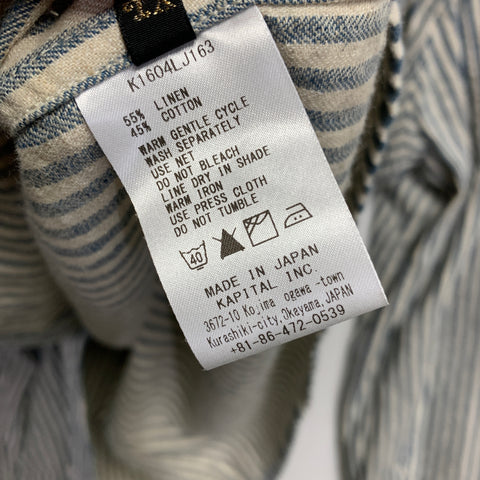 K1604LJ163
55% LINEN
45% COTTON
WARM GENTLE CYCLE
WASH SEPARATELY
USE NET
DO NOT BLEACH
LINE DRY IN SHADE
WARM IRON
USE PRESS CLOTH
DO NOT TUMBLE
40
MADE IN JAPAN
KAPITAL INC.
3672-10 Kojima ogawa -town
Kurashiki-city, Okayama, JAPAN
+81-86-472-0539